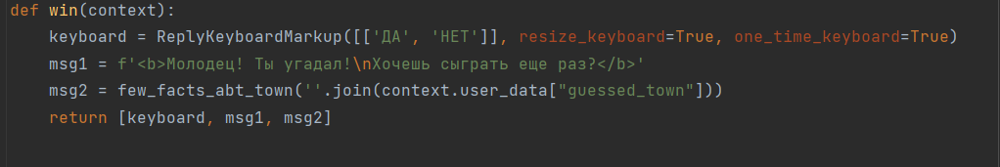 def win(context):
    keyboard = ReplyKeyboardMarkup([['ДА', 'НЕТ']], resize_keyboard=True, one_time_keyboard=True)
    msg1 = f'<b>Молодец! Ты угадал!\nХочешь сыграть еще раз?</b>'
    msg2 = few_facts_abt_town(''.join(context.user_data["guessed_town"]))
    return [keyboard, msg1, msg2]